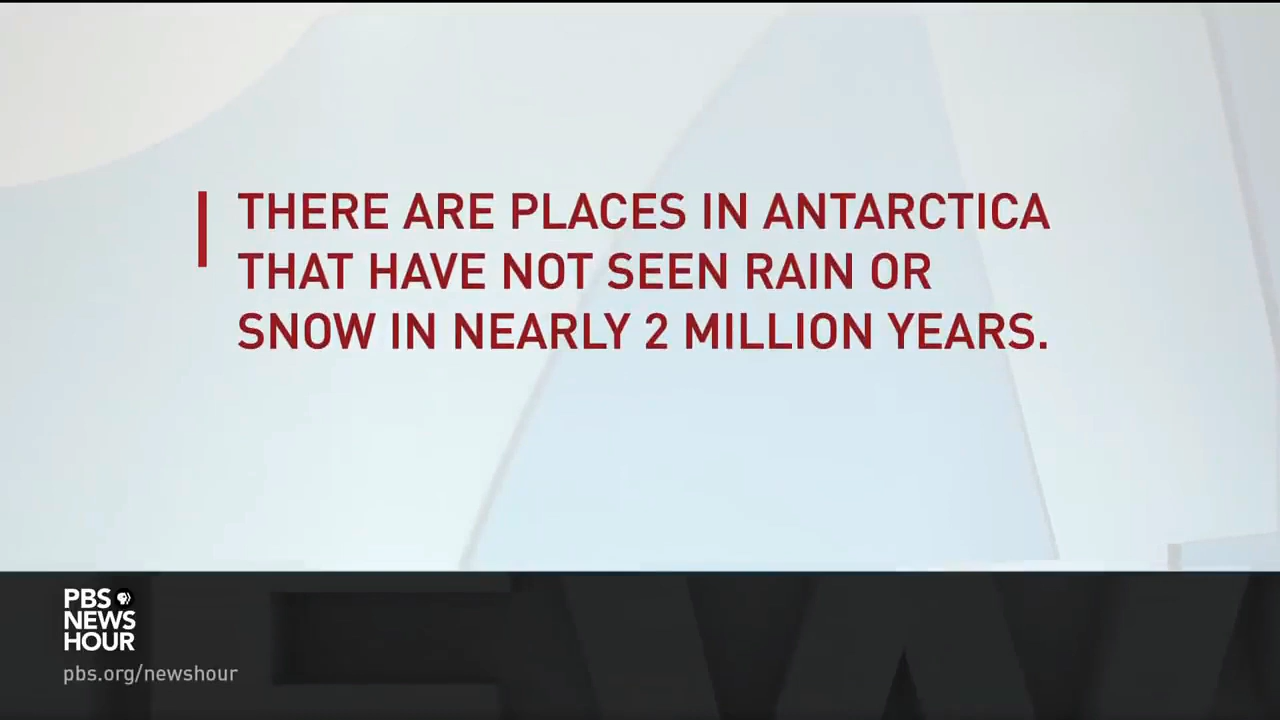 THERE ARE PLACES IN ANTARCTICA
THAT HAVE NOT SEEN RAIN OR
SNOW IN NEARLY 2 MILLION YEARS.
PBS
NEWS
HOUR
pbs.org/newshour